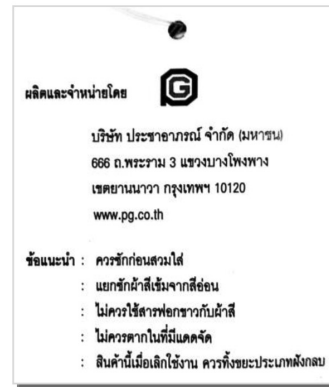 ผลิตและจำหน่ายโดย PG
บริษัท ประชาอาภรณ์ จำกัด (มหาชน)
666 ถ.พระราม 3 แขวงบางโพงพาง
เขตยานนาวา กรุงเทพฯ 10120
www.pg.co.th
ข้อแนะนำ : ควรซักก่อนสวมใส่
: แยกซักผ้าสีเข้มจากสีอ่อน
: ไม่ควรใช้สารฟอกขาวกับผ้าสี
: ไม่ควรตากในที่มีแดดจัด
: สินค้านี้เมื่อเลิกใช้งาน ควรทิ้งขยะประเภทฝังกลบ